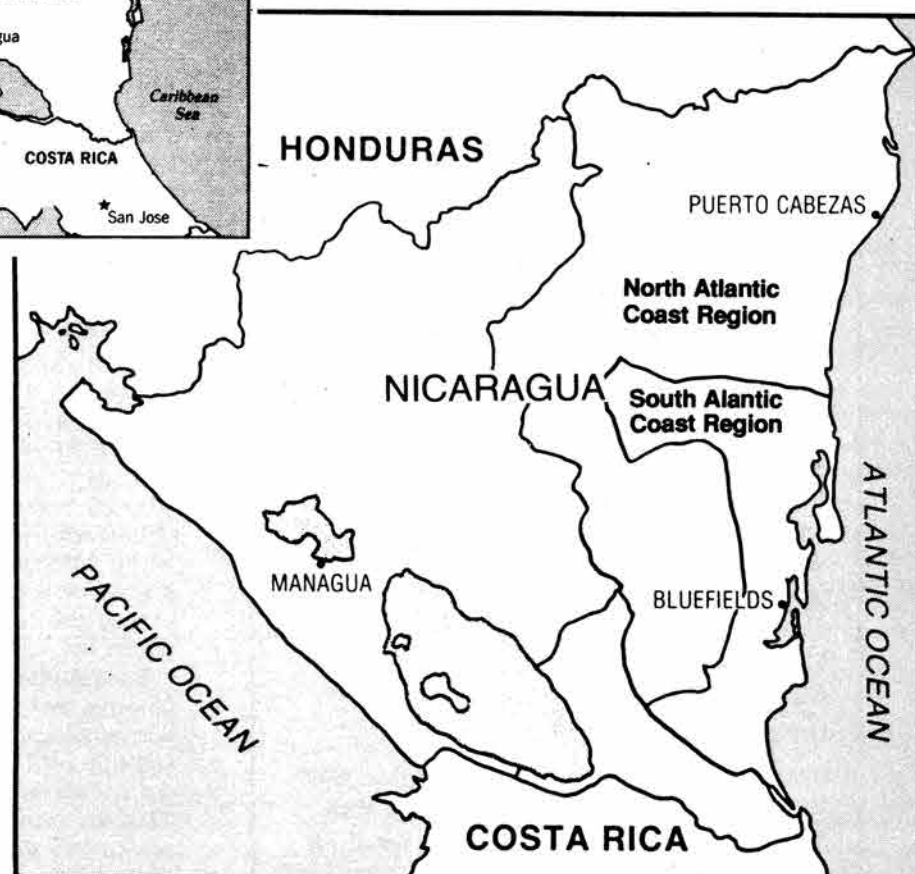 Caribbean
Sea
COSTA RICA
San Jose
HONDURAS
PUERTO CABEZAS
North Atlantic
Coast Region
NICARAGUA
South Alantic
Coast Region
MANAGUA
BLUEFIELDS
PACIFIC OCEAN
ATLANTIC OCEAN
COSTA RICA